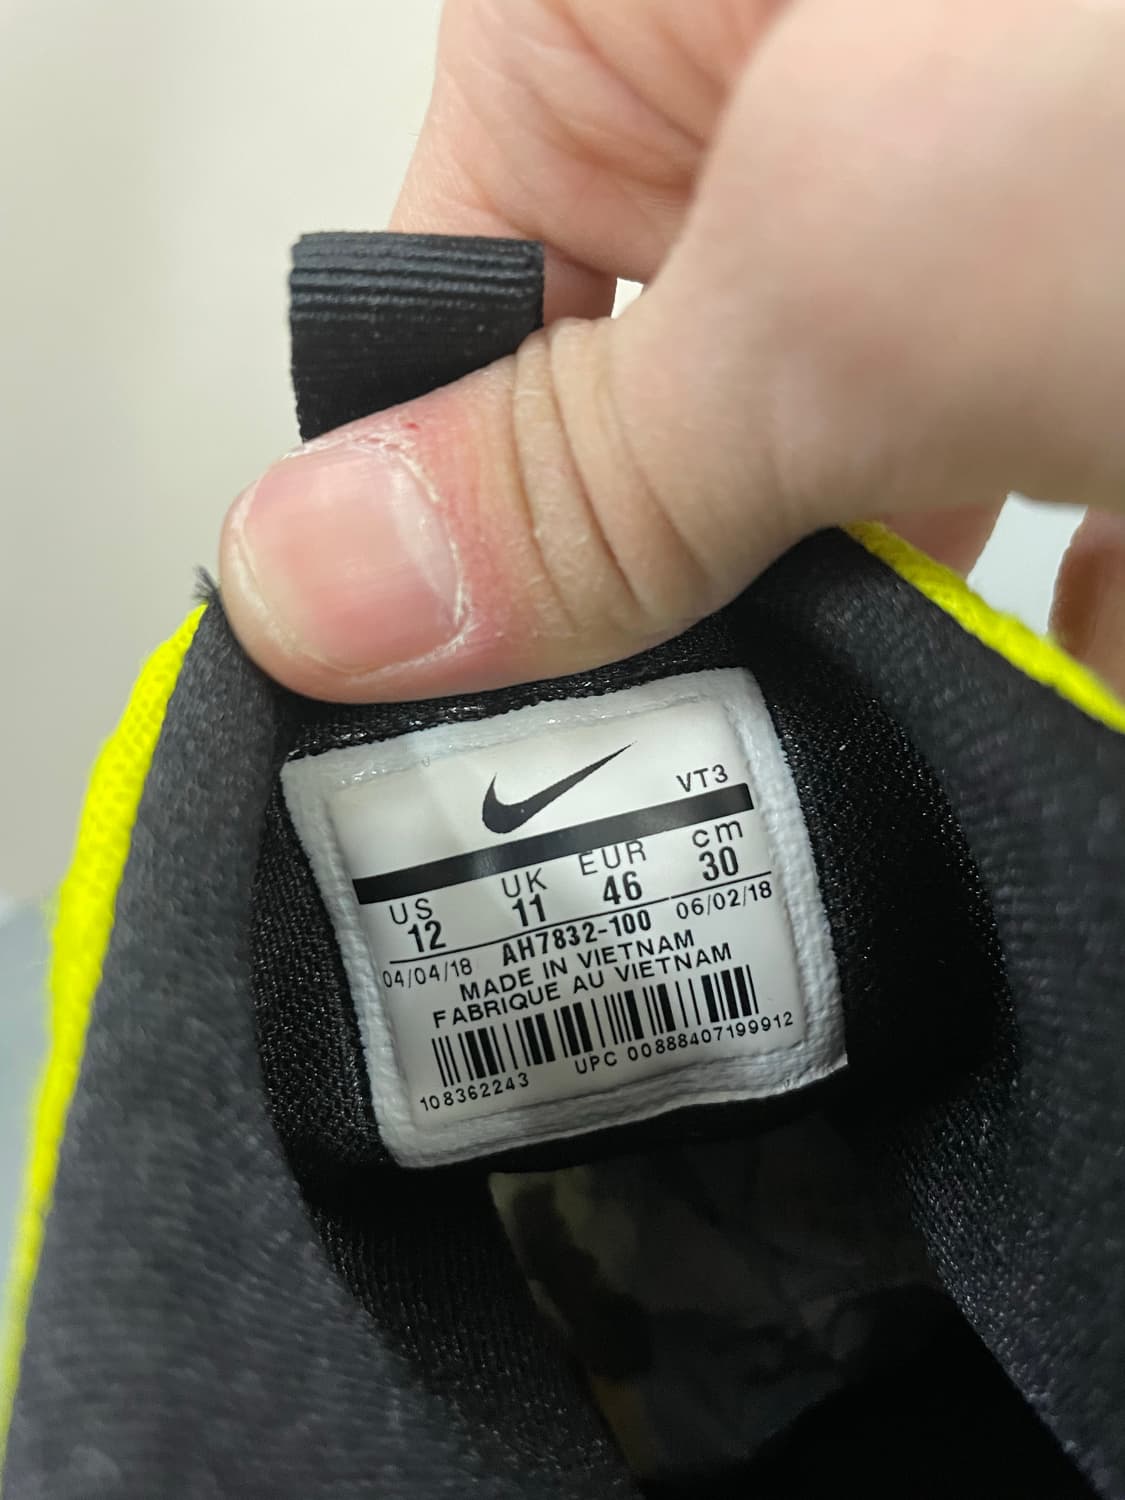 VT3
US UK EUR cm
12 11 46 30
04/04/18 AH7832-100 06/02/18
MADE IN VIETNAM
FABRIQUE AU VIETNAM
108362243 UPC 00888407199912